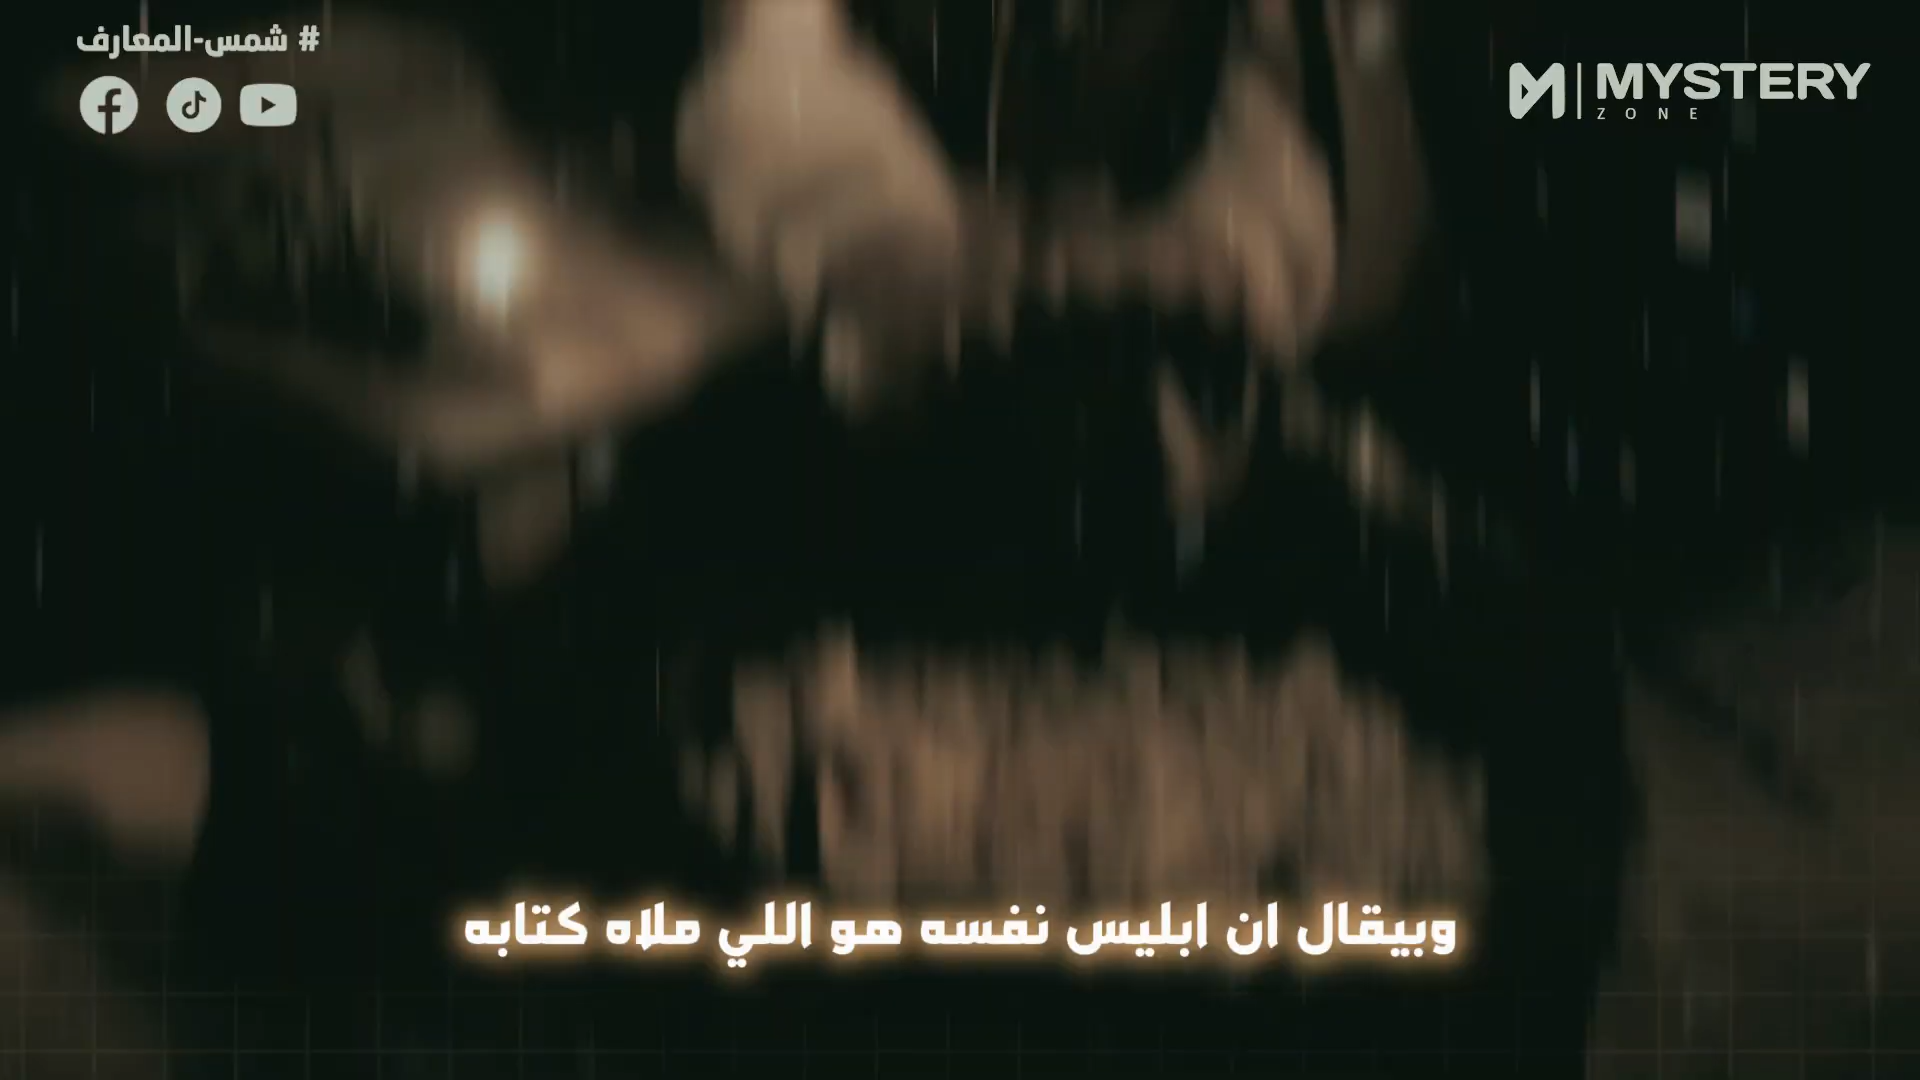 # شمس-المعارف
MYSTERY
ZONE
وبيقال ان ابليس نفسه هو اللي ملاه كتابه